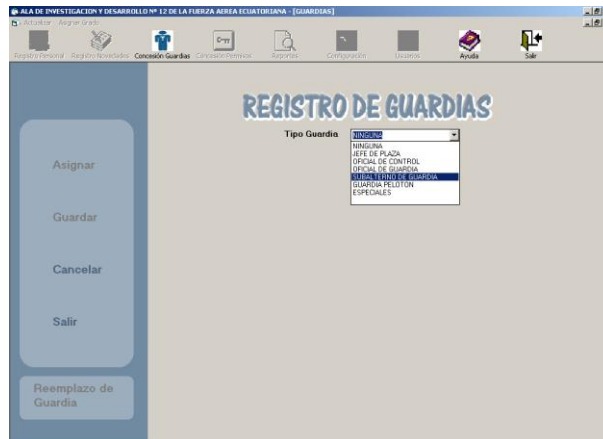 ALA DE INVESTIGACION Y DESARROLLO Nº 12 DE LA FUERZA AEREA ECUATORIANA - [GUARDIAS]
Actualizar Asignar Grado
Registro Personal Registro Novedades Concesión Guardias Concesión Permisos Reportes Configuración Usuarios Ayuda Salir
REGISTRO DE GUARDIAS
Tipo Guardia NINGUNA
NINGUNA
JEFE DE PLAZA
OFICIAL DE CONTROL
OFICIAL DE GUARDIA
SUBALTERNO DE GUARDIA
GUARDIA PELOTON
ESPECIALES
Asignar
Guardar
Cancelar
Salir
Reemplazo de
Guardia